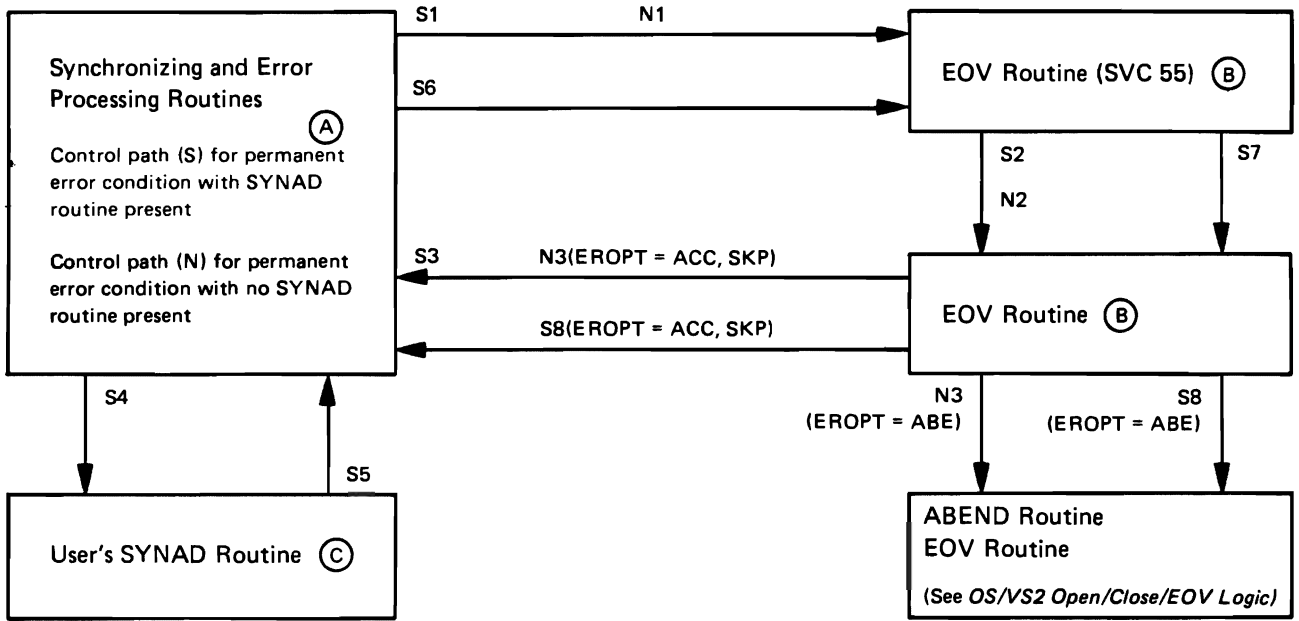 S1
N1
Synchronizing and Error
Processing Routines
A
Control path (S) for permanent
error condition with SYNAD
routine present
Control path (N) for permanent
error condition with no SYNAD
routine present
S6
EOV Routine (SVC 55) B
S2
N2
S7
S3
N3(EROPT = ACC, SKP)
S8(EROPT = ACC, SKP)
EOV Routine B
S4
S5
N3
(EROPT = ABE)
S8
(EROPT = ABE)
User's SYNAD Routine C
ABEND Routine
EOV Routine
(See OS/VS2 Open/Close/EOV Logic)